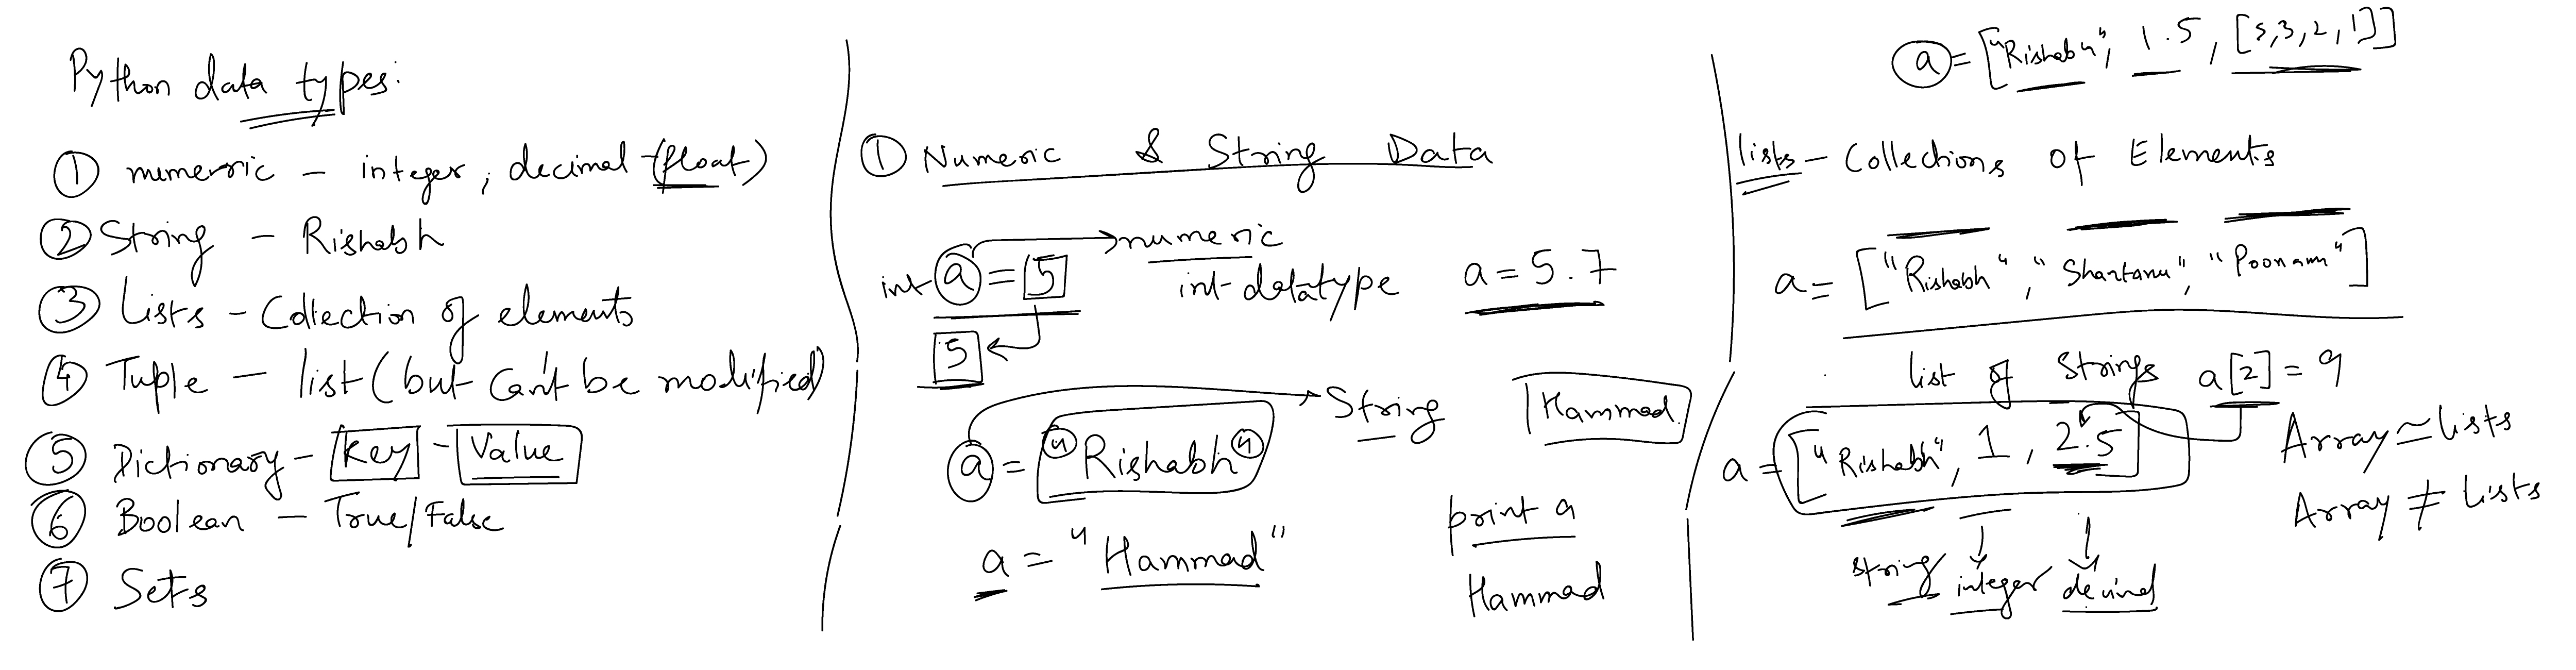 Python data types:
① numeric – integer, decimal (float)
② String – Rishabh
③ Lists – Collection of elements
④ Tuple – list (but can't be modified)
⑤ Dictionary – Key – Value
⑥ Boolean – True/False
⑦ Sets
① Numeric & String Data
numeric
int a = 5
int datatype
a = 5.7
5
String
Hammad
a = "Rishabh"
print a
a = "Hammad"
Hammad
a = ["Rishabh", 1.5, [5,3,2,1]]
lists – Collections of Elements
a = ["Rishabh", "Shantanu", "Poonam"]
list of Strings
a[2] = 9
Array ≃ lists
a = ["Rishabh", 1, 2.5]
Array ≠ Lists
string integer decimal